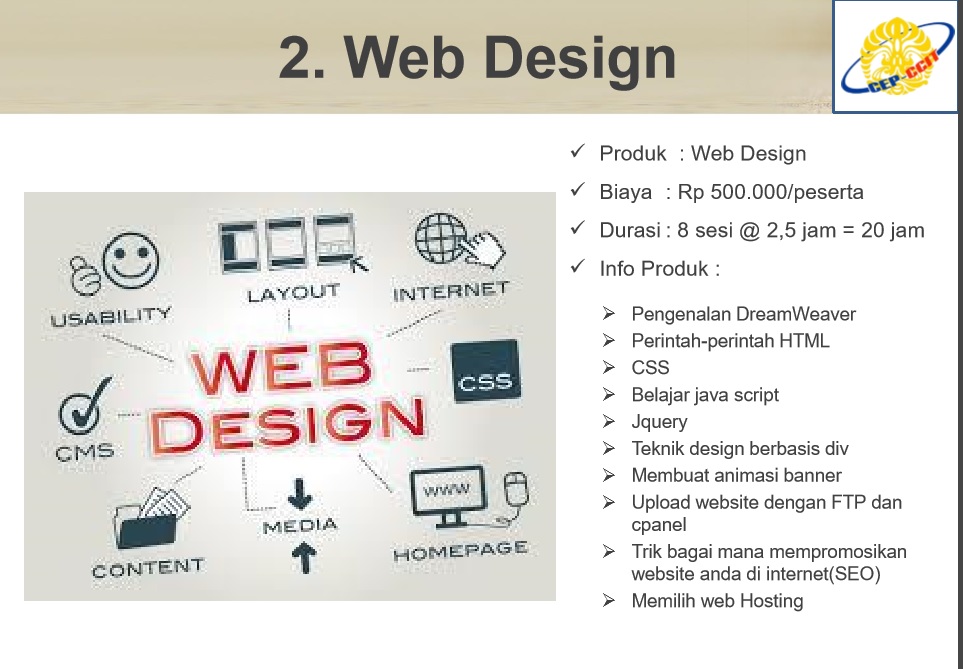 2. Web Design
CEP-CCIT
✓ Produk : Web Design
✓ Biaya : Rp 500.000/peserta
✓ Durasi : 8 sesi @ 2,5 jam = 20 jam
✓ Info Produk :
➢ Pengenalan DreamWeaver
➢ Perintah-perintah HTML
➢ CSS
➢ Belajar java script
➢ Jquery
➢ Teknik design berbasis div
➢ Membuat animasi banner
➢ Upload website dengan FTP dan
cpanel
➢ Trik bagai mana mempromosikan
website anda di internet(SEO)
➢ Memilih web Hosting
USABILITY
LAYOUT
INTERNET
WEB
DESIGN
CSS
CMS
WWW
MEDIA
CONTENT
HOMEPAGE